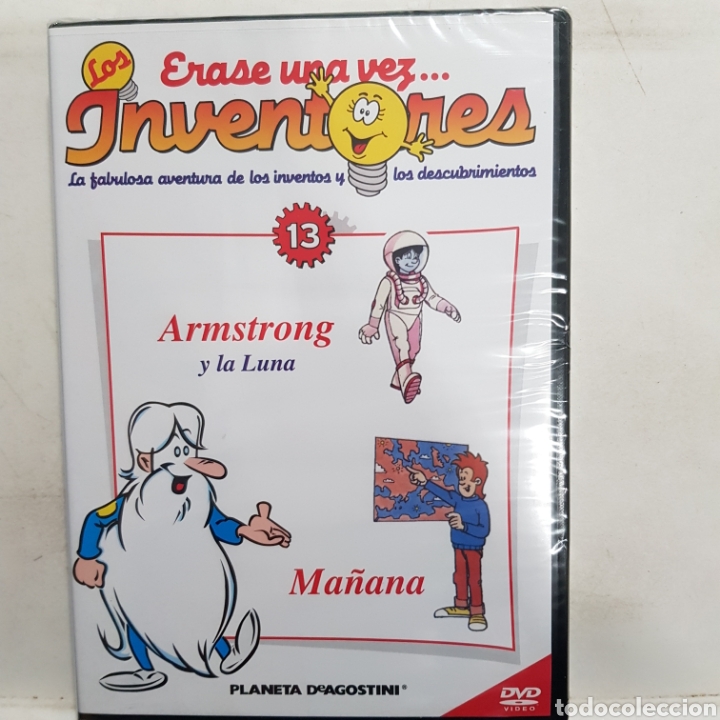 Erase una vez...
Los
Inventores
La fabulosa aventura de los inventos y los descubrimientos
13
Armstrong
y la Luna
Mañana
PLANETA DEAGOSTINI®
DVD
VIDEO
todocoleccion